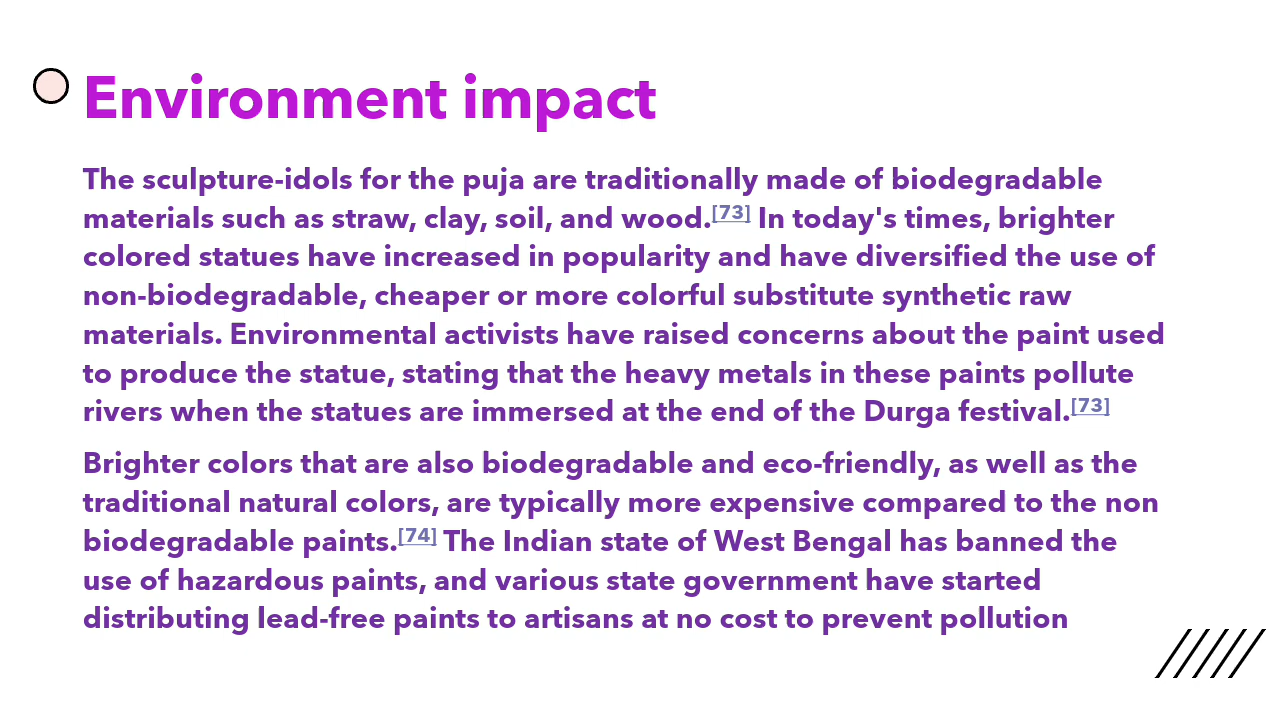 Environment impact
The sculpture-idols for the puja are traditionally made of biodegradable
materials such as straw, clay, soil, and wood.[73] In today's times, brighter
colored statues have increased in popularity and have diversified the use of
non-biodegradable, cheaper or more colorful substitute synthetic raw
materials. Environmental activists have raised concerns about the paint used
to produce the statue, stating that the heavy metals in these paints pollute
rivers when the statues are immersed at the end of the Durga festival.[73]
Brighter colors that are also biodegradable and eco-friendly, as well as the
traditional natural colors, are typically more expensive compared to the non
biodegradable paints.[74] The Indian state of West Bengal has banned the
use of hazardous paints, and various state government have started
distributing lead-free paints to artisans at no cost to prevent pollution